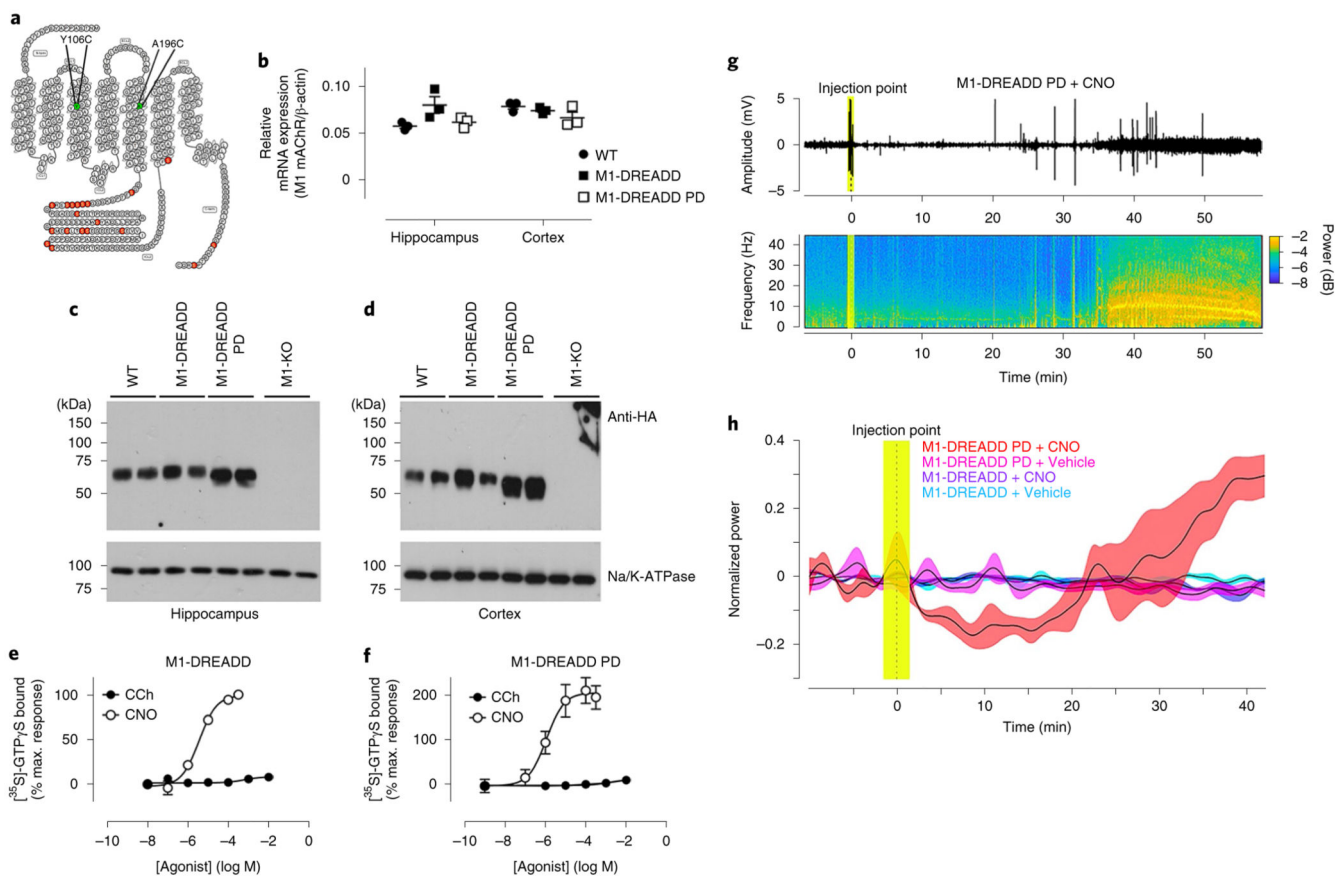 a
Y106C
A196C
b
Relative
mRNA expression
(M1 mAChR/β-actin)
0.10
0.05
0
WT
M1-DREADD
M1-DREADD PD
Hippocampus
Cortex
c
WT
M1-DREADD
M1-DREADD
PD
M1-KO
(kDa)
150
100
75
50
100
75
Hippocampus
d
WT
M1-DREADD
M1-DREADD
PD
M1-KO
(kDa)
150
100
75
50
Anti-HA
100
75
Na/K-ATPase
Cortex
e
M1-DREADD
[³⁵S]-GTPγS bound
(% max. response)
100
50
0
CCh
CNO
−10
−8
−6
−4
−2
0
[Agonist] (log M)
f
M1-DREADD PD
[³⁵S]-GTPγS bound
(% max. response)
200
100
0
CCh
CNO
−10
−8
−6
−4
−2
0
[Agonist] (log M)
g
M1-DREADD PD + CNO
Injection point
Amplitude (mV)
5
0
−5
0
10
20
30
40
50
Frequency (Hz)
40
30
20
10
0
−2
−4
−6
−8
Power (dB)
0
10
20
30
40
50
Time (min)
h
Injection point
M1-DREADD PD + CNO
M1-DREADD PD + Vehicle
M1-DREADD + CNO
M1-DREADD + Vehicle
Normalized power
0.4
0.2
0
−0.2
0
10
20
30
40
Time (min)